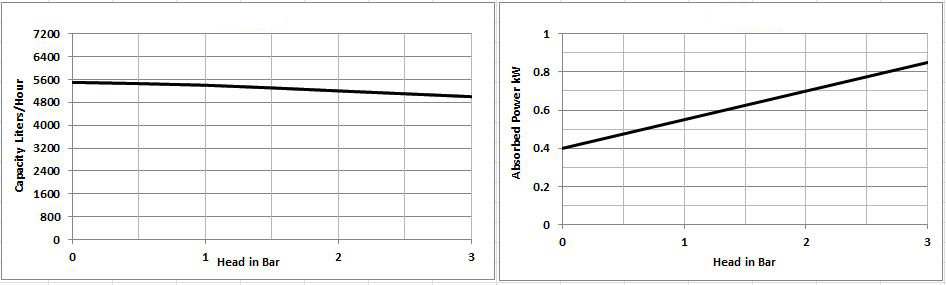 7200
6400
5600
4800
4000
3200
2400
1600
800
0
Capacity Liters/Hour
0 1 2 3
Head in Bar
1
0.8
0.6
0.4
0.2
0
Absorbed Power kW
0 1 2 3
Head in Bar